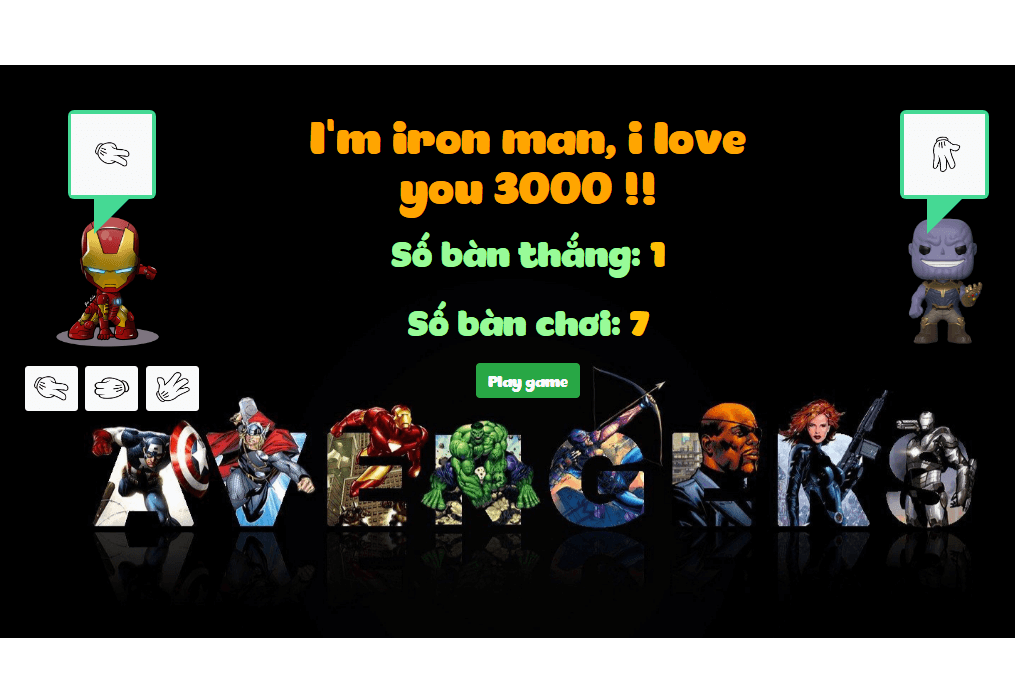 I'm iron man, i love
you 3000 !!
Số bàn thắng: 1
Số bàn chơi: 7
Play game
AVENGERS